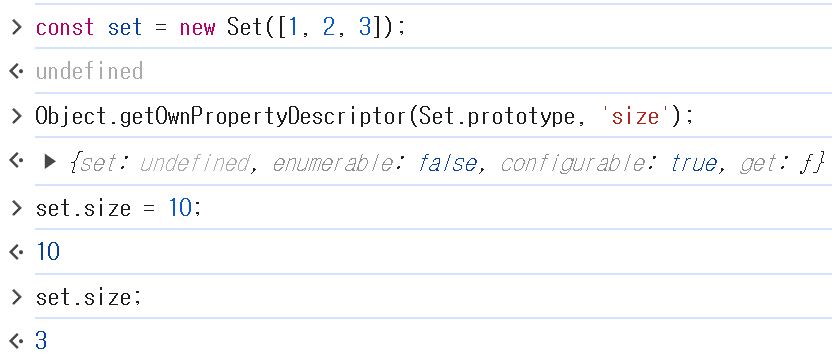 > const set = new Set([1, 2, 3]);
< undefined
> Object.getOwnPropertyDescriptor(Set.prototype, 'size');
< ▶ {set: undefined, enumerable: false, configurable: true, get: ƒ}
> set.size = 10;
< 10
> set.size;
< 3